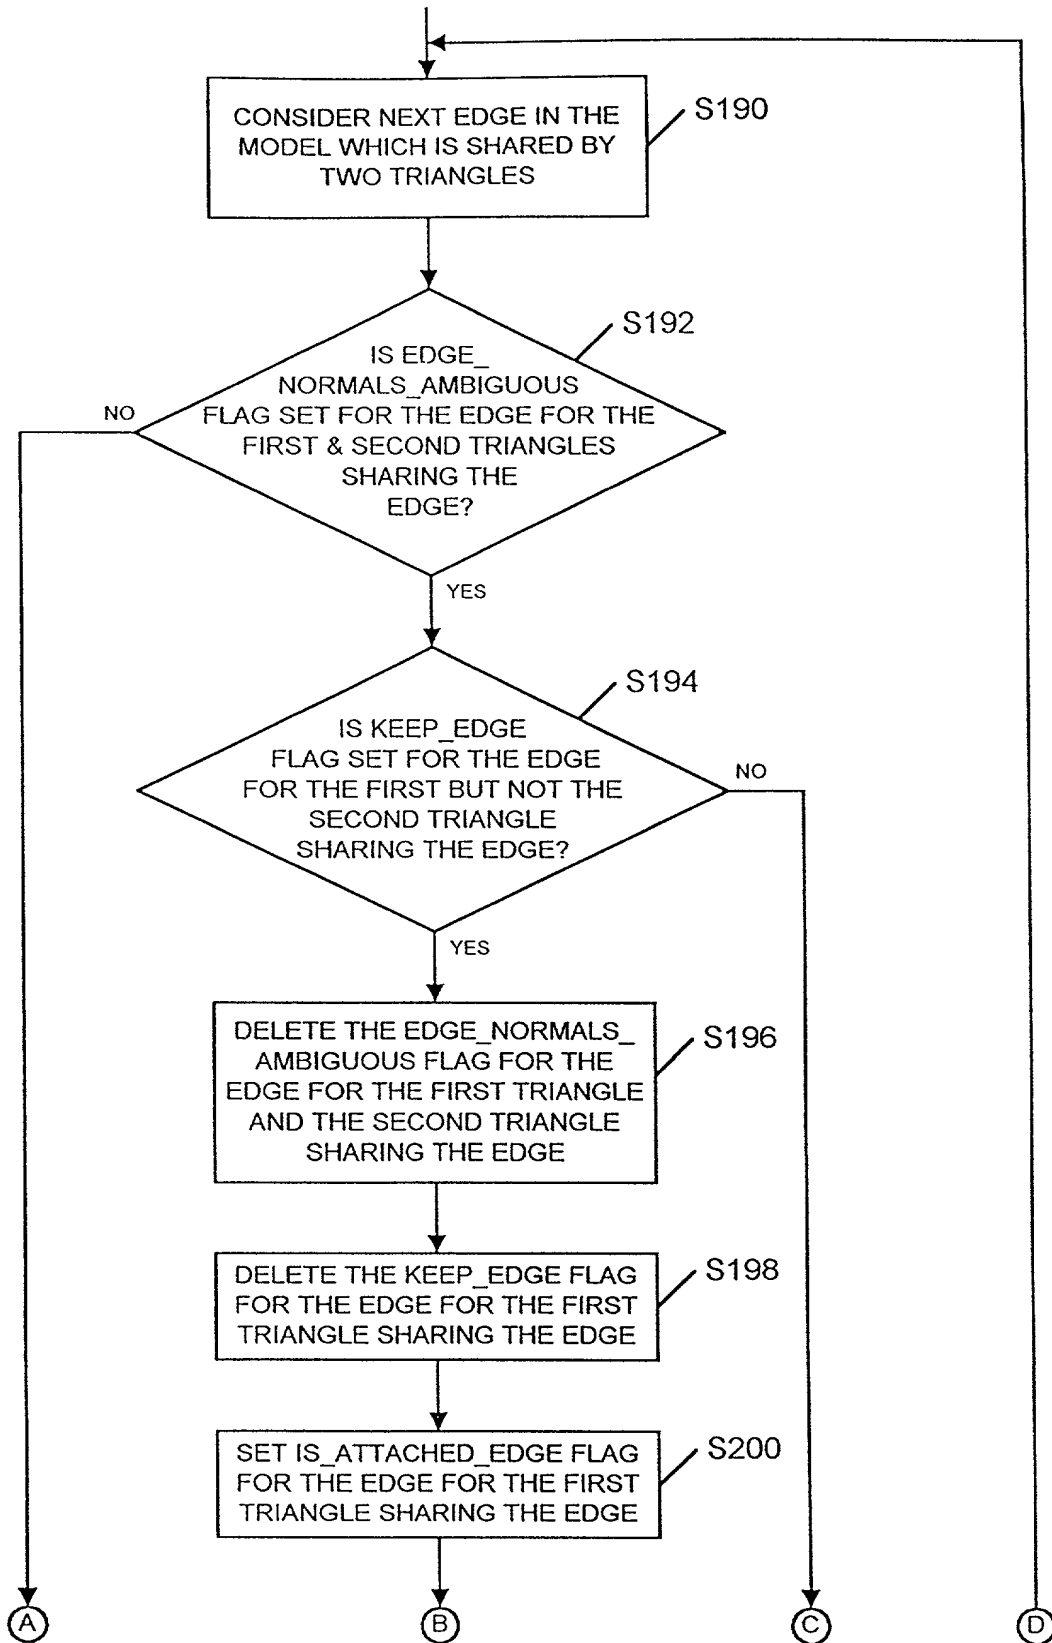 CONSIDER NEXT EDGE IN THE
MODEL WHICH IS SHARED BY
TWO TRIANGLES
S190
S192
IS EDGE_
NORMALS_AMBIGUOUS
FLAG SET FOR THE EDGE FOR THE
FIRST & SECOND TRIANGLES
SHARING THE
EDGE?
NO
YES
S194
IS KEEP_EDGE
FLAG SET FOR THE EDGE
FOR THE FIRST BUT NOT THE
SECOND TRIANGLE
SHARING THE EDGE?
NO
YES
DELETE THE EDGE_NORMALS_
AMBIGUOUS FLAG FOR THE
EDGE FOR THE FIRST TRIANGLE
AND THE SECOND TRIANGLE
SHARING THE EDGE
S196
DELETE THE KEEP_EDGE FLAG
FOR THE EDGE FOR THE FIRST
TRIANGLE SHARING THE EDGE
S198
SET IS_ATTACHED_EDGE FLAG
FOR THE EDGE FOR THE FIRST
TRIANGLE SHARING THE EDGE
S200
A
B
C
D